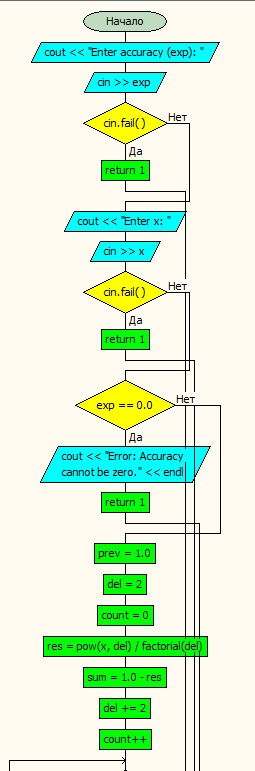 Начало
cout << "Enter accuracy (exp): "
cin >> exp
cin.fail( )
Нет
Да
return 1
cout << "Enter x: "
cin >> x
cin.fail( )
Нет
Да
return 1
exp == 0.0
Нет
Да
cout << "Error: Accuracy
cannot be zero." << endl
return 1
prev = 1.0
del = 2
count = 0
res = pow(x, del) / factorial(del)
sum = 1.0 - res
del += 2
count++